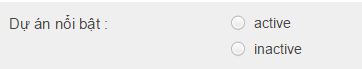 Dự án nổi bật : active
inactive